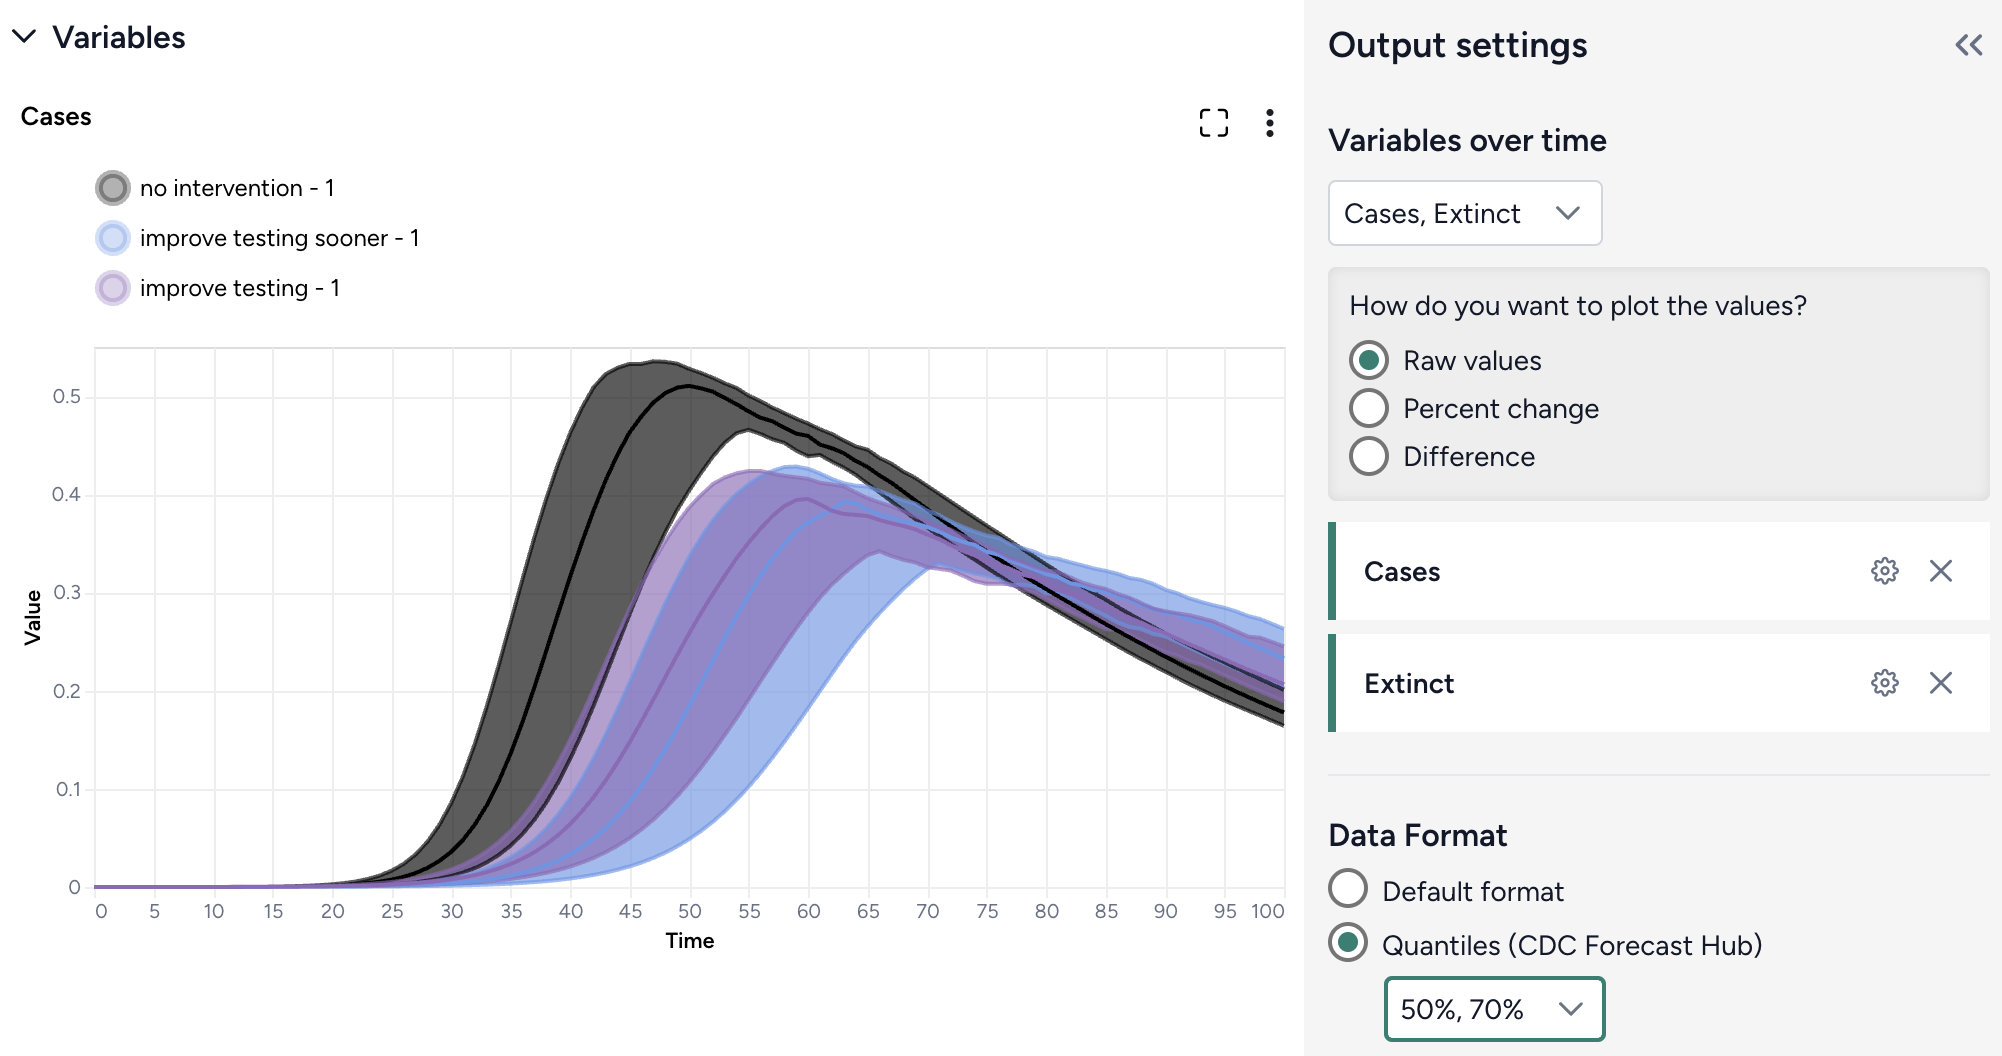 Variables
Cases
no intervention - 1
improve testing sooner - 1
improve testing - 1
0.5
0.4
0.3
0.2
0.1
0
Value
0 5 10 15 20 25 30 35 40 45 50 55 60 65 70 75 80 85 90 95 100
Time
Output settings
Variables over time
Cases, Extinct
How do you want to plot the values?
Raw values
Percent change
Difference
Cases
Extinct
Data Format
Default format
Quantiles (CDC Forecast Hub)
50%, 70%